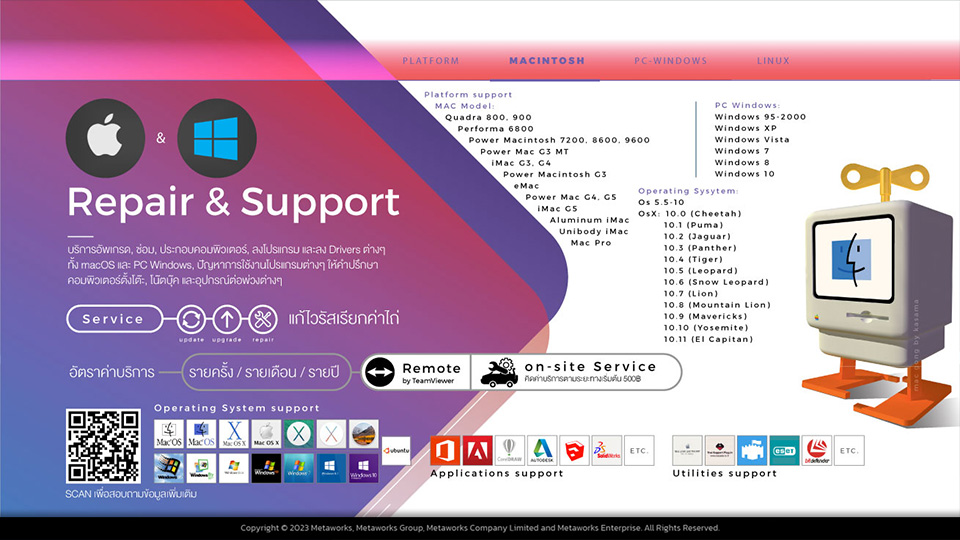 PLATFORM MACINTOSH PC-WINDOWS LINUX
Platform support
MAC Model:
Quadra 800, 900
Performa 6800
Power Macintosh 7200, 8600, 9600
Power Mac G3 MT
iMac G3, G4
Power Macintosh G3
eMac
Power Mac G4, G5
iMac G5
Aluminum iMac
Unibody iMac
Mac Pro
PC Windows:
Windows 95-2000
Windows XP
Windows Vista
Windows 7
Windows 8
Windows 10
Operating Sysytem:
Os 5.5-10
OsX: 10.0 (Cheetah)
10.1 (Puma)
10.2 (Jaguar)
10.3 (Panther)
10.4 (Tiger)
10.5 (Leopard)
10.6 (Snow Leopard)
10.7 (Lion)
10.8 (Mountain Lion)
10.9 (Mavericks)
10.10 (Yosemite)
10.11 (El Capitan)
&
Repair & Support
บริการอัพเกรด, ซ่อม, ประกอบคอมพิวเตอร์, ลงโปรแกรม และลง Drivers ต่างๆ
ทั้ง macOS และ PC Windows, ปัญหาการใช้งานโปรแกรมต่างๆ ให้คำปรึกษา
คอมพิวเตอร์ตั้งโต๊ะ, โน๊ตบุ๊ค และอุปกรณ์ต่อพ่วงต่างๆ
Service
update upgrade repair
แก้ไวรัสเรียกค่าไถ่
อัตราค่าบริการ
รายครั้ง / รายเดือน / รายปี
Remote
by TeamViewer
on-site Service
คิดค่าบริการตามระยะทางเริ่มต้น 500฿
mac gong by kasama
Operating System support
Mac OS Mac OS Mac OS X Mac OS X
ubuntu
Windows Windows 10
SCAN เพื่อสอบถามข้อมูลเพิ่มเติม
CorelDRAW AUTODESK SolidWorks ETC.
Applications support
eset bitdefender ETC.
Utilities support
Copyright © 2023 Metaworks, Metaworks Group, Metaworks Company Limited and Metaworks Enterprise. All Rights Reserved.